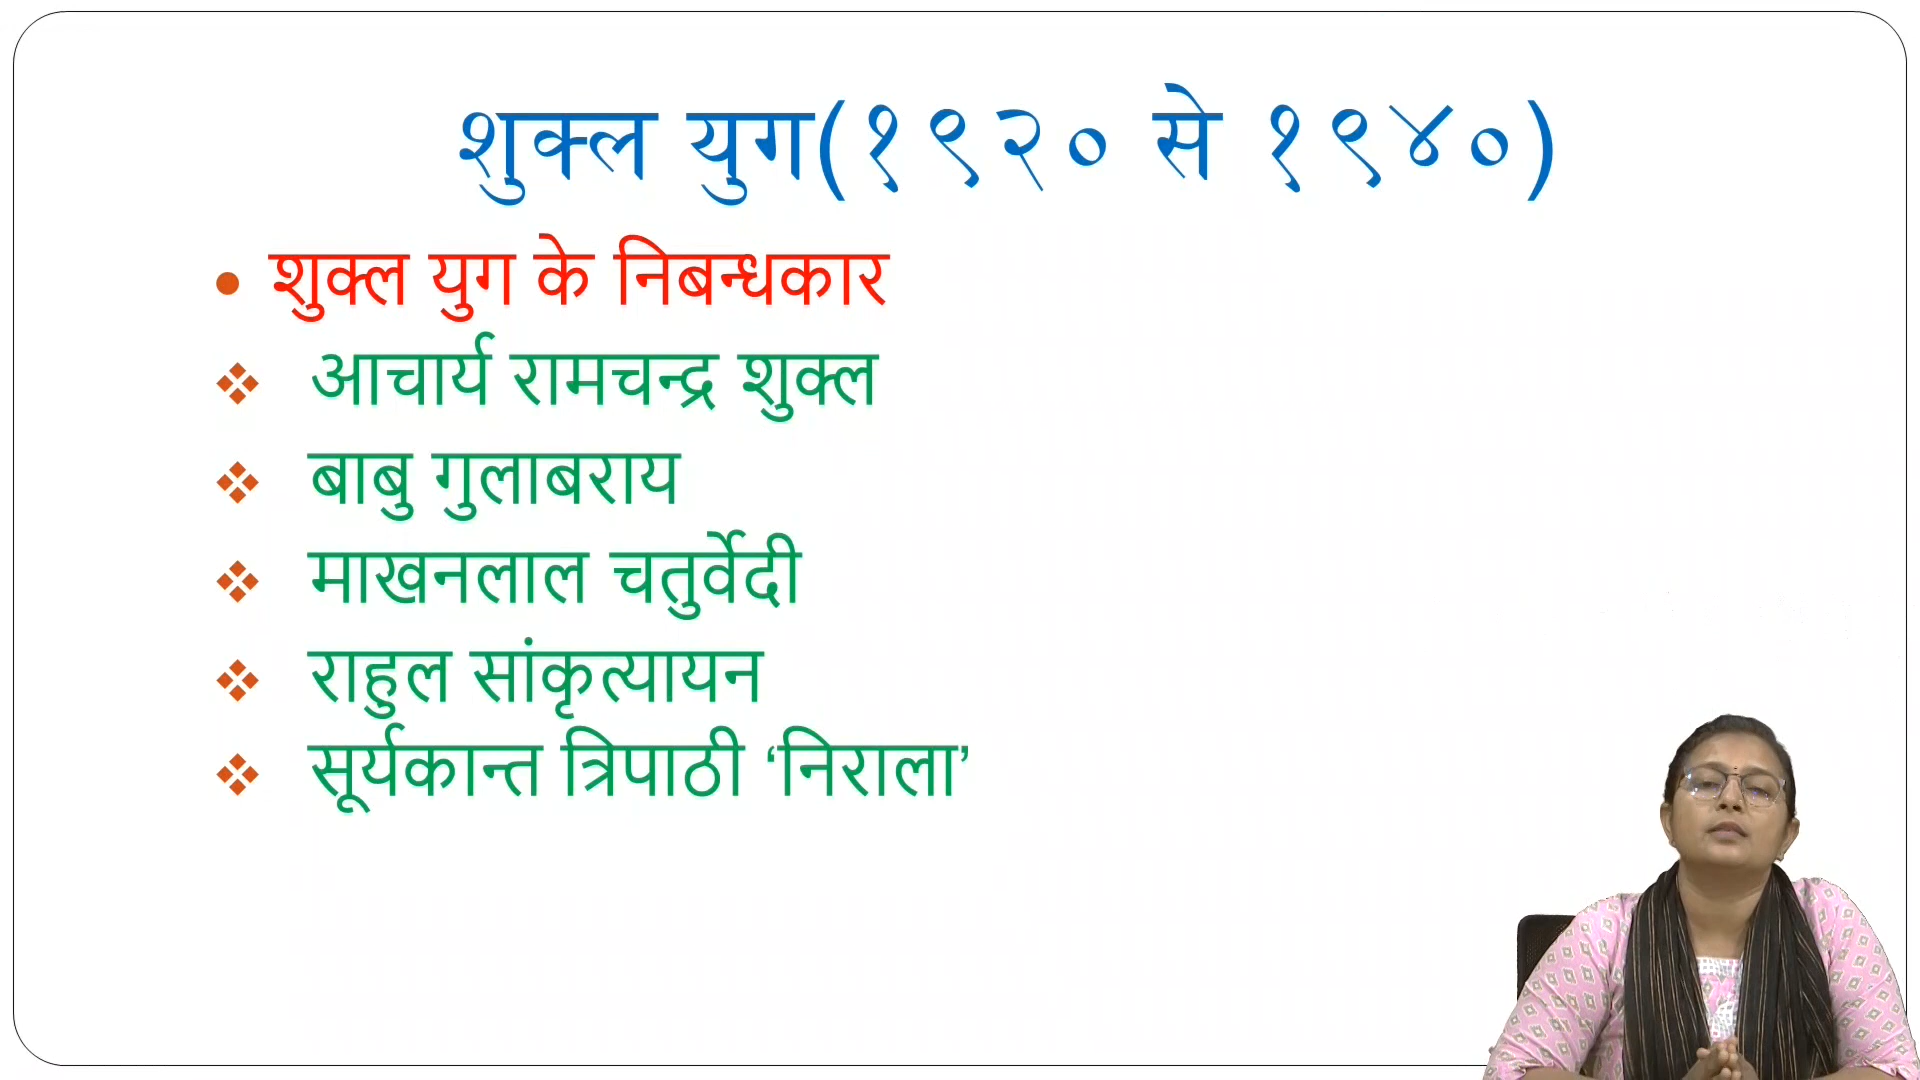 शुक्ल युग(१९२० से १९४०)
• शुक्ल युग के निबन्धकार
❖ आचार्य रामचन्द्र शुक्ल
❖ बाबु गुलाबराय
❖ माखनलाल चतुर्वेदी
❖ राहुल सांकृत्यायन
❖ सूर्यकान्त त्रिपाठी ‘निराला’